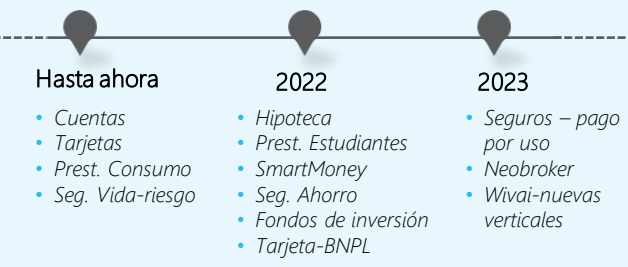 Hasta ahora
• Cuentas
• Tarjetas
• Prest. Consumo
• Seg. Vida-riesgo
2022
• Hipoteca
• Prest. Estudiantes
• SmartMoney
• Seg. Ahorro
• Fondos de inversión
• Tarjeta-BNPL
2023
• Seguros – pago
por uso
• Neobroker
• Wivai-nuevas
verticales